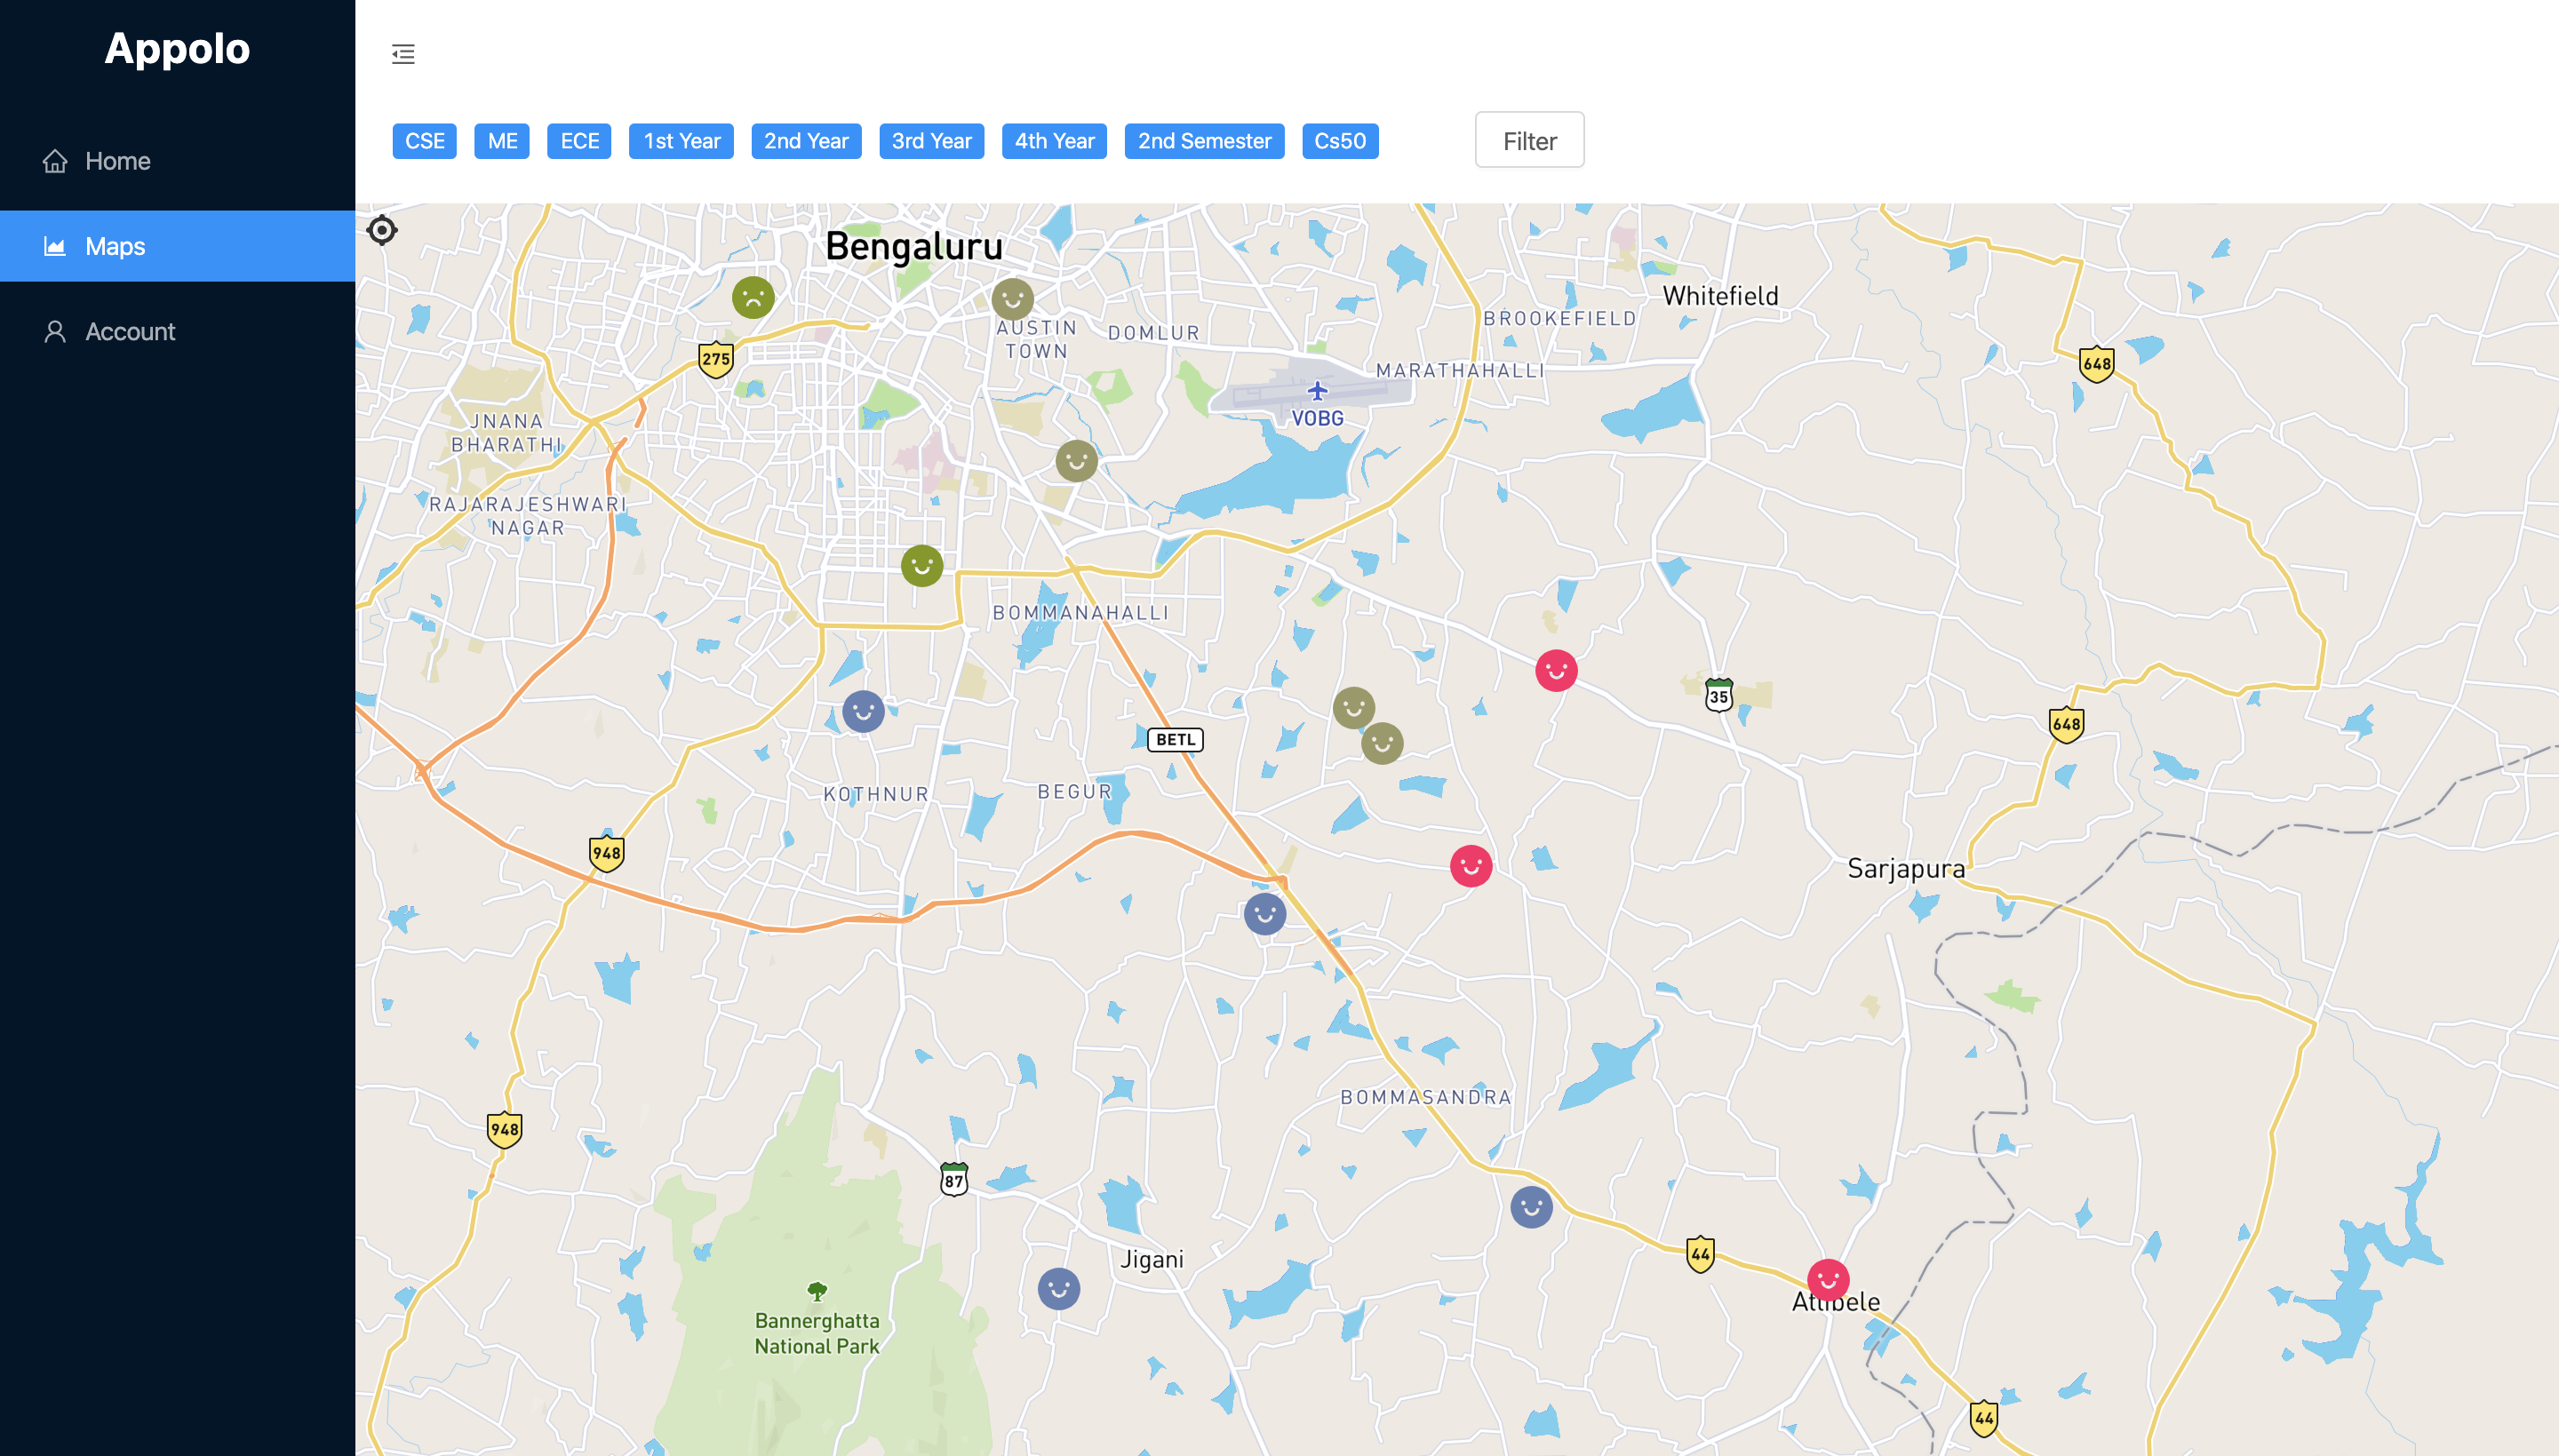 Appolo
Home
Maps
Account
CSE
ME
ECE
1st Year
2nd Year
3rd Year
4th Year
2nd Semester
Cs50
Filter
Bengaluru
Whitefield
AUSTIN
TOWN
DOMLUR
BROOKEFIELD
275
MARATHAHALLI
648
VOBG
JNANA
BHARATHI
RAJARAJESHWARI
NAGAR
BOMMANAHALLI
35
648
BETL
KOTHNUR
BEGUR
948
Sarjapura
BOMMASANDRA
948
87
Jigani
44
Attibele
Bannerghatta
National Park
44